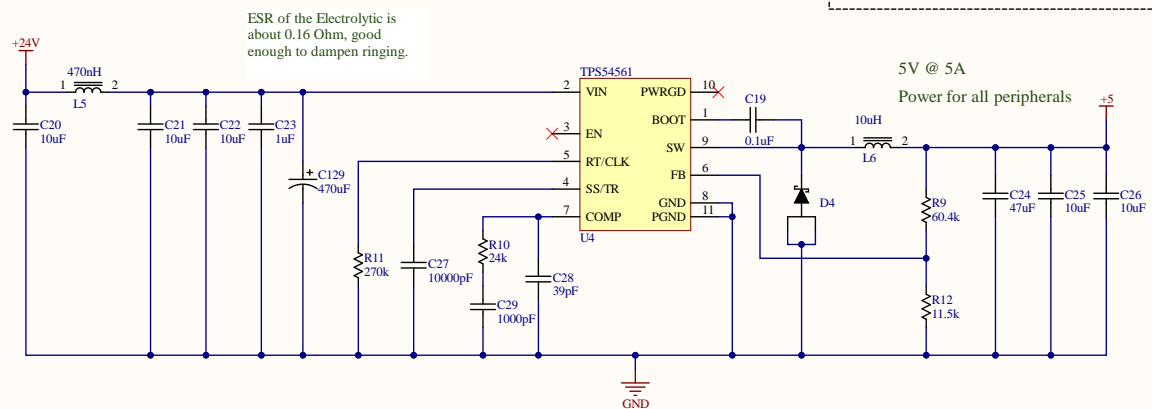 ESR of the Electrolytic is
about 0.16 Ohm, good
enough to dampen ringing.
+24V
470nH
1
2
L5
C20
10uF
C21
10uF
C22
10uF
C23
1uF
C129
470uF
+
TPS54561
2
VIN
3
EN
5
RT/CLK
4
SS/TR
7
COMP
PWRGD
10
BOOT
1
SW
9
FB
6
GND
8
PGND
11
U4
R11
270k
C27
10000pF
R10
24k
C29
1000pF
C28
39pF
C19
0.1uF
D4
10uH
1
2
L6
5V @ 5A
Power for all peripherals
+5
R9
60.4k
R12
11.5k
C24
47uF
C25
10uF
C26
10uF
GND